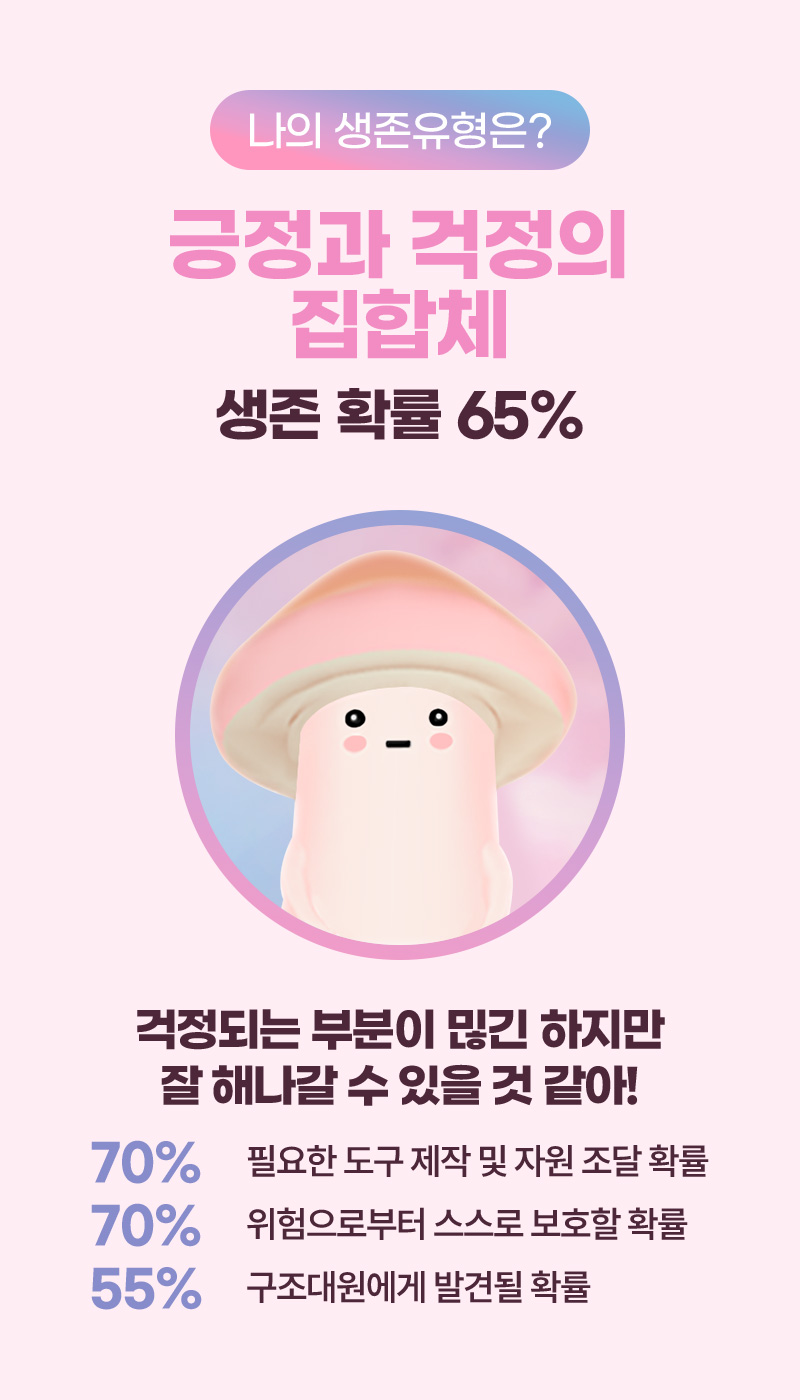 나의 생존유형은?
긍정과 걱정의
집합체
생존 확률 65%
걱정되는 부분이 많긴 하지만
잘 해나갈 수 있을 것 같아!
70% 필요한 도구 제작 및 자원 조달 확률
70% 위험으로부터 스스로 보호할 확률
55% 구조대원에게 발견될 확률